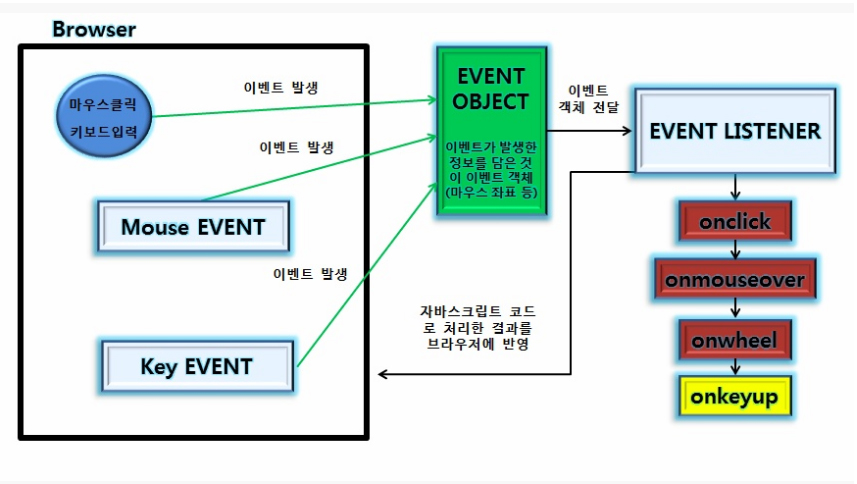 Browser
마우스클릭
키보드입력
이벤트 발생
이벤트 발생
Mouse EVENT
이벤트 발생
Key EVENT
EVENT
OBJECT
이벤트가 발생한
정보를 담은 것
이 이벤트 객체
(마우스 좌표 등)
이벤트
객체 전달
EVENT LISTENER
onclick
onmouseover
onwheel
onkeyup
자바스크립트 코드
로 처리한 결과를
브라우저에 반영